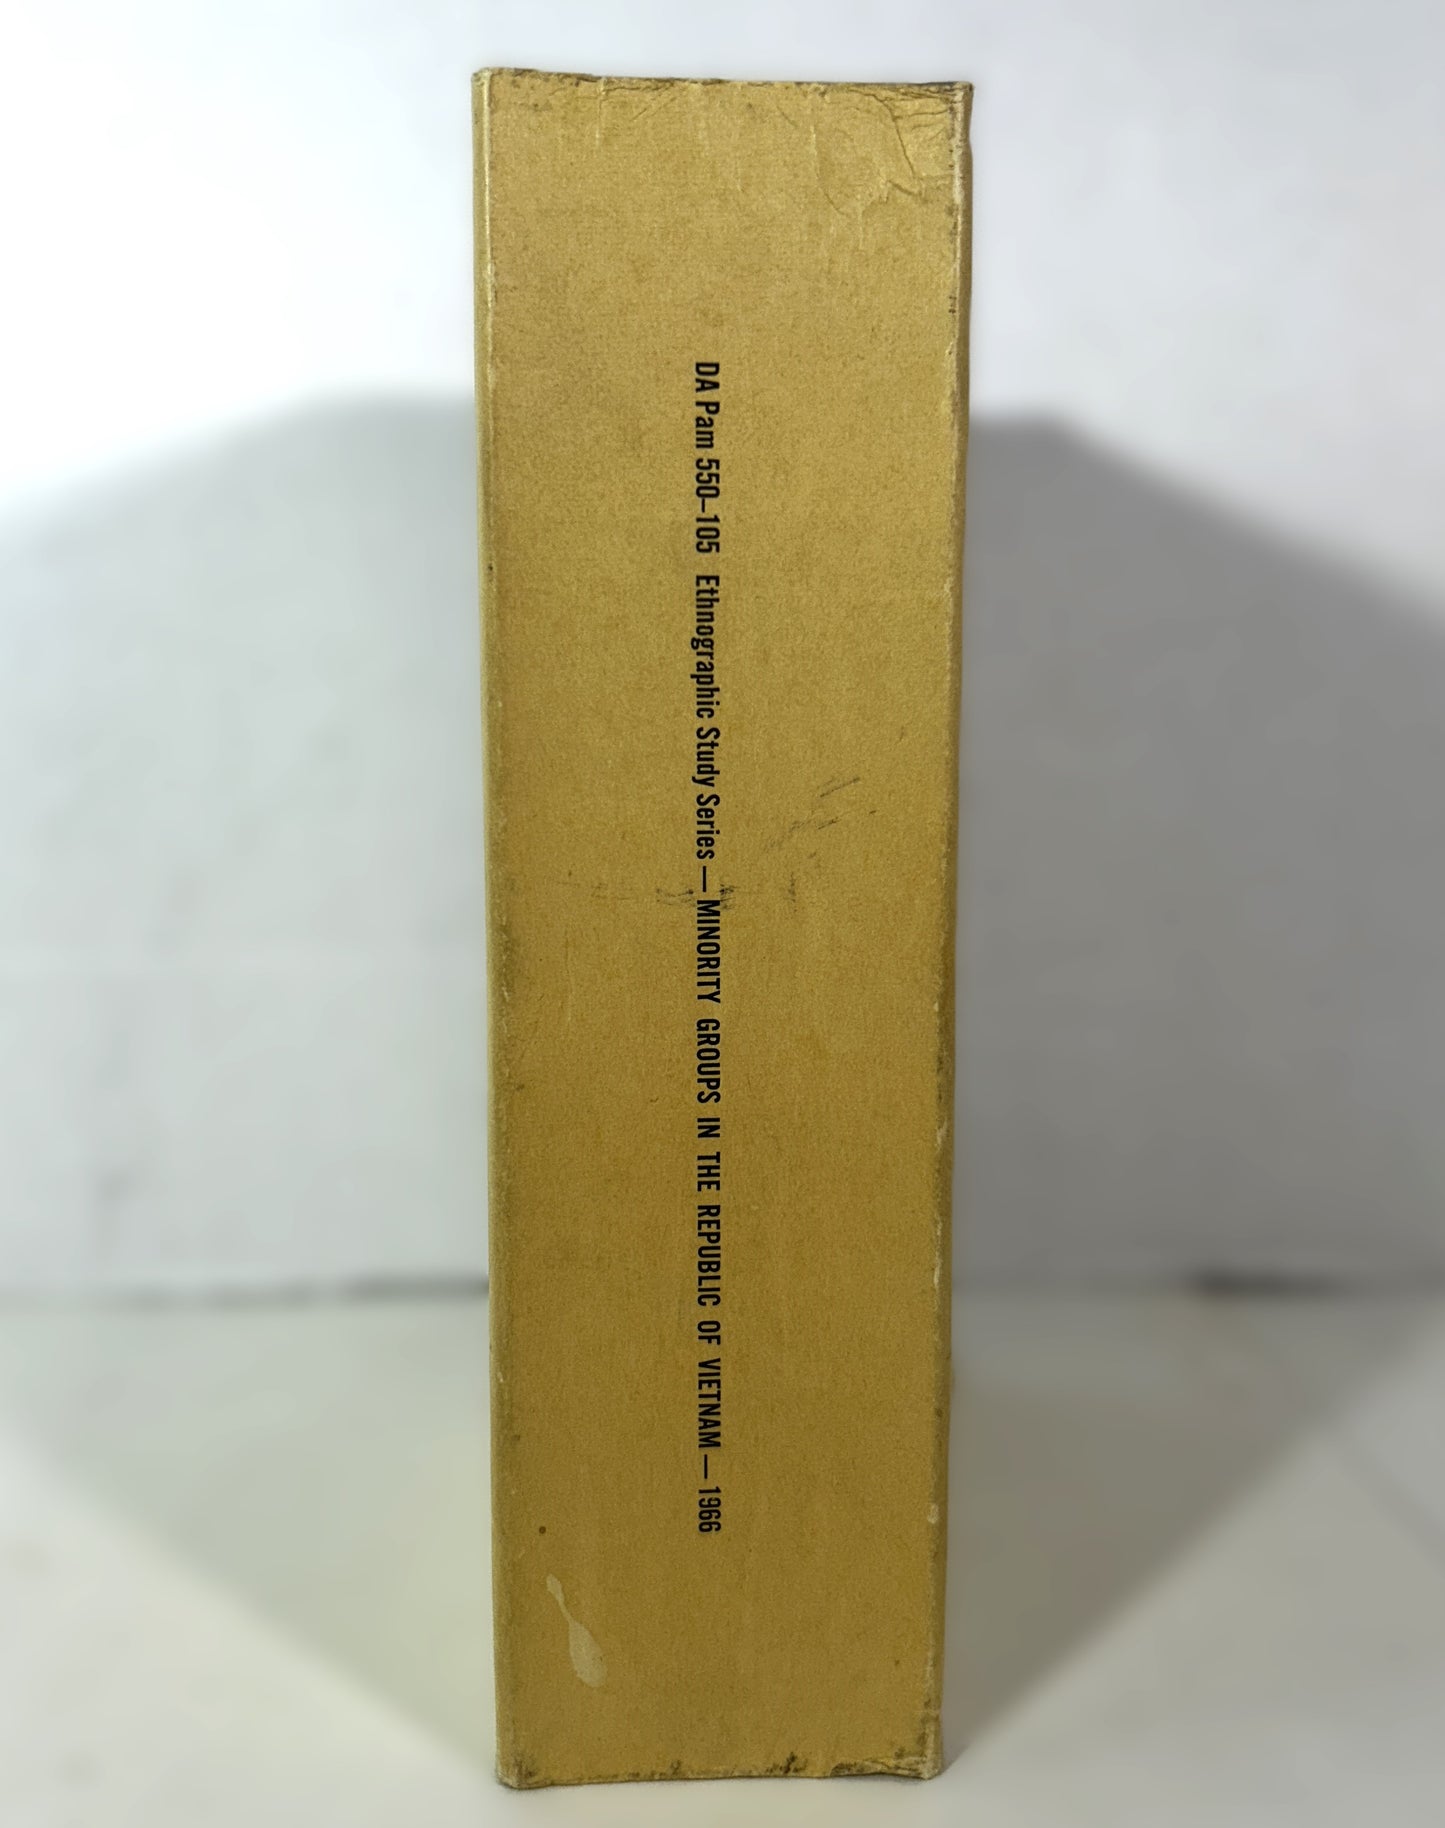 DA Pam 550–105 Ethnographic Study Series — MINORITY GROUPS IN THE REPUBLIC OF VIETNAM — 1966